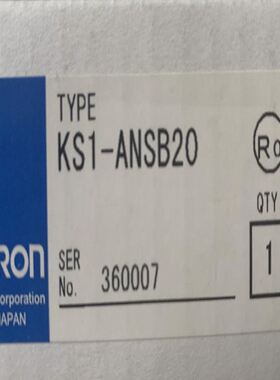 TYPE
KS1-ANSB20
Ro
QTY
1
SER
No. 360007
RON
orporation
JAPAN